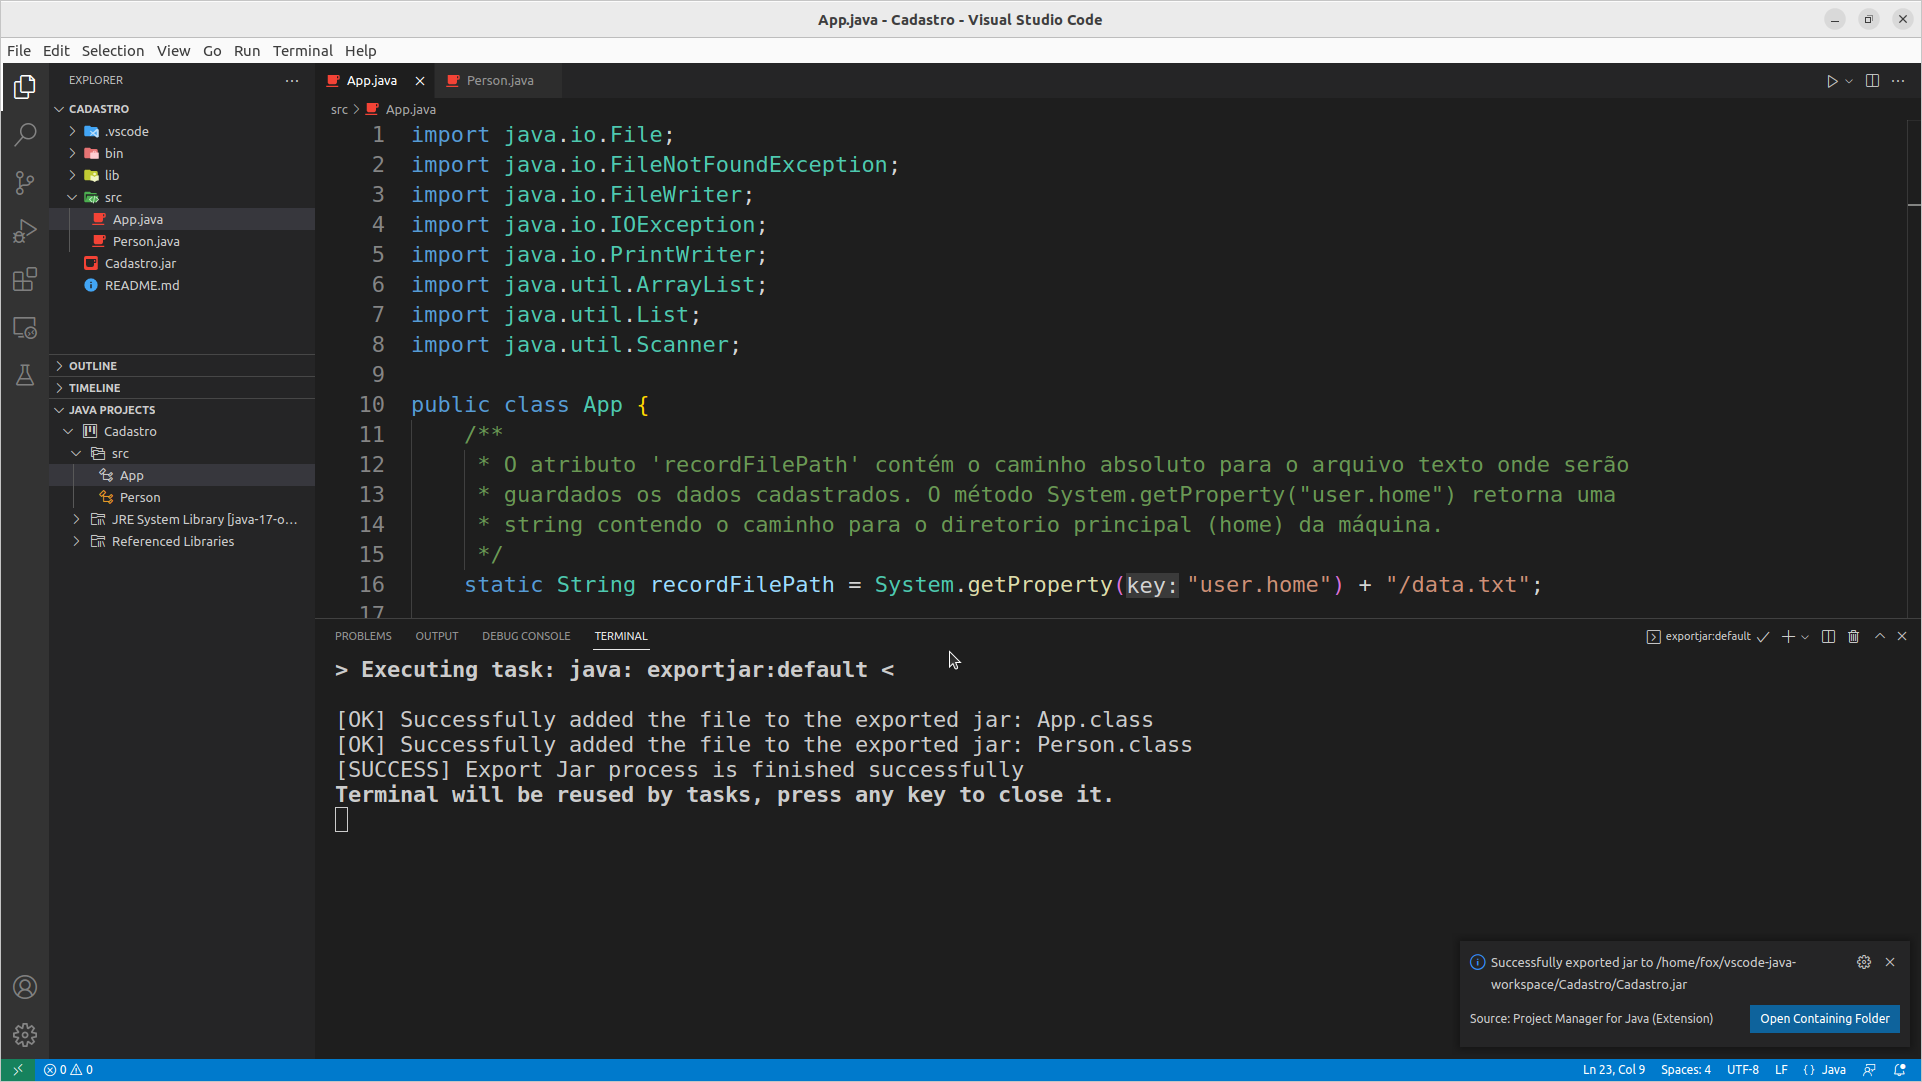 App.java - Cadastro - Visual Studio Code
File Edit Selection View Go Run Terminal Help
EXPLORER
CADASTRO
.vscode
bin
lib
src
App.java
Person.java
Cadastro.jar
README.md
OUTLINE
TIMELINE
JAVA PROJECTS
Cadastro
src
App
Person
JRE System Library [java-17-o...
Referenced Libraries
App.java Person.java
src > App.java
1 import java.io.File;
2 import java.io.FileNotFoundException;
3 import java.io.FileWriter;
4 import java.io.IOException;
5 import java.io.PrintWriter;
6 import java.util.ArrayList;
7 import java.util.List;
8 import java.util.Scanner;
9
10 public class App {
11 /**
12 * O atributo 'recordFilePath' contém o caminho absoluto para o arquivo texto onde serão
13 * guardados os dados cadastrados. O método System.getProperty("user.home") retorna uma
14 * string contendo o caminho para o diretorio principal (home) da máquina.
15 */
16 static String recordFilePath = System.getProperty(key: "user.home") + "/data.txt";
17
PROBLEMS OUTPUT DEBUG CONSOLE TERMINAL
exportjar:default
> Executing task: java: exportjar:default <
[OK] Successfully added the file to the exported jar: App.class
[OK] Successfully added the file to the exported jar: Person.class
[SUCCESS] Export Jar process is finished successfully
Terminal will be reused by tasks, press any key to close it.
Successfully exported jar to /home/fox/vscode-java-
workspace/Cadastro/Cadastro.jar
Source: Project Manager for Java (Extension)
Open Containing Folder
0 0
Ln 23, Col 9 Spaces: 4 UTF-8 LF {} Java